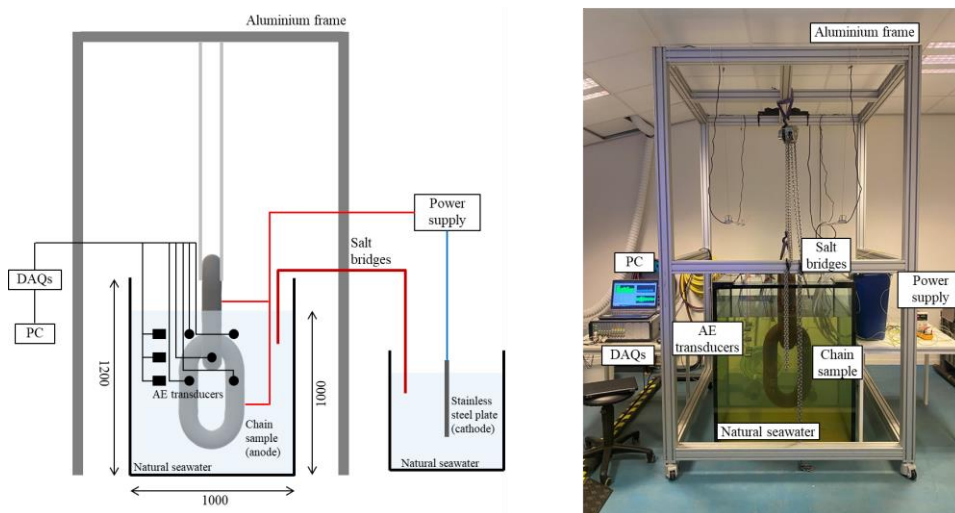 Aluminium frame
Power
supply
Salt
bridges
DAQs
PC
1200
1000
AE transducers
Chain
sample
(anode)
Stainless
steel plate
(cathode)
Natural seawater
Natural seawater
1000
Aluminium frame
Salt
bridges
PC
Power
supply
AE
transducers
DAQs
Chain
sample
Natural seawater